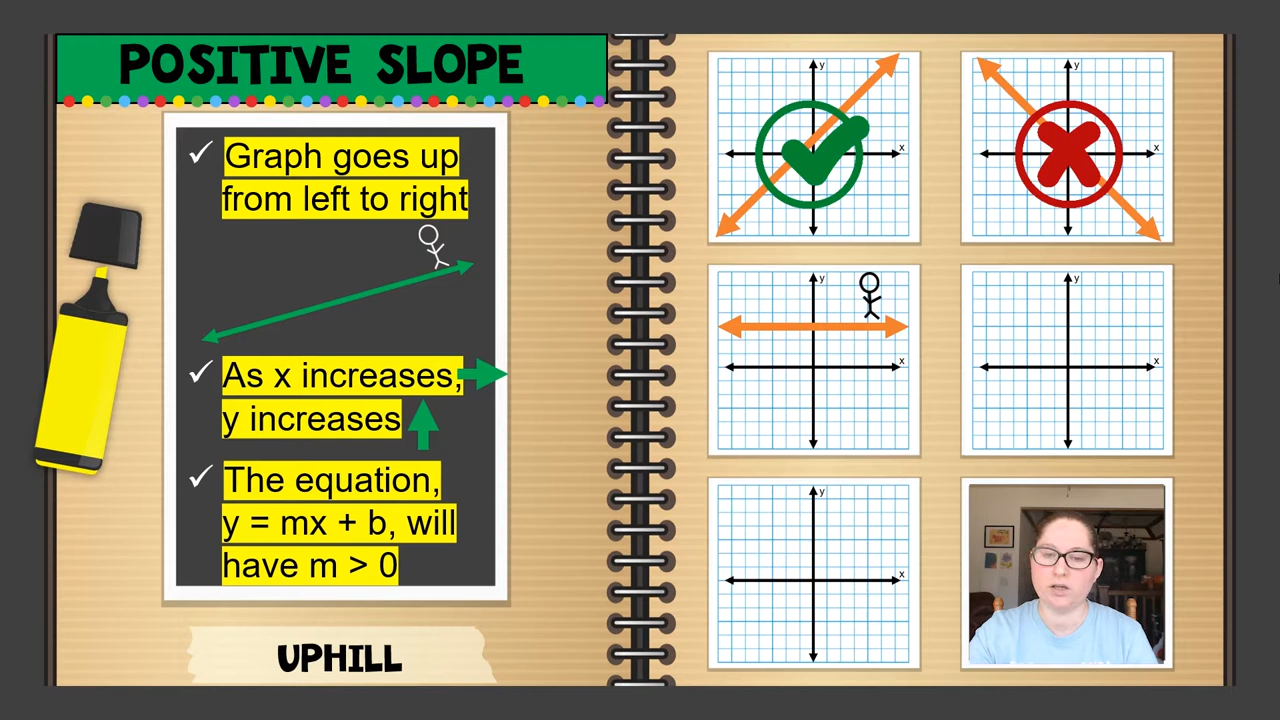 POSITIVE SLOPE
Graph goes up
from left to right
As x increases,
y increases
The equation,
y = mx + b, will
have m > 0
UPHILL
y
x
y
x
y
x
y
x
y
x